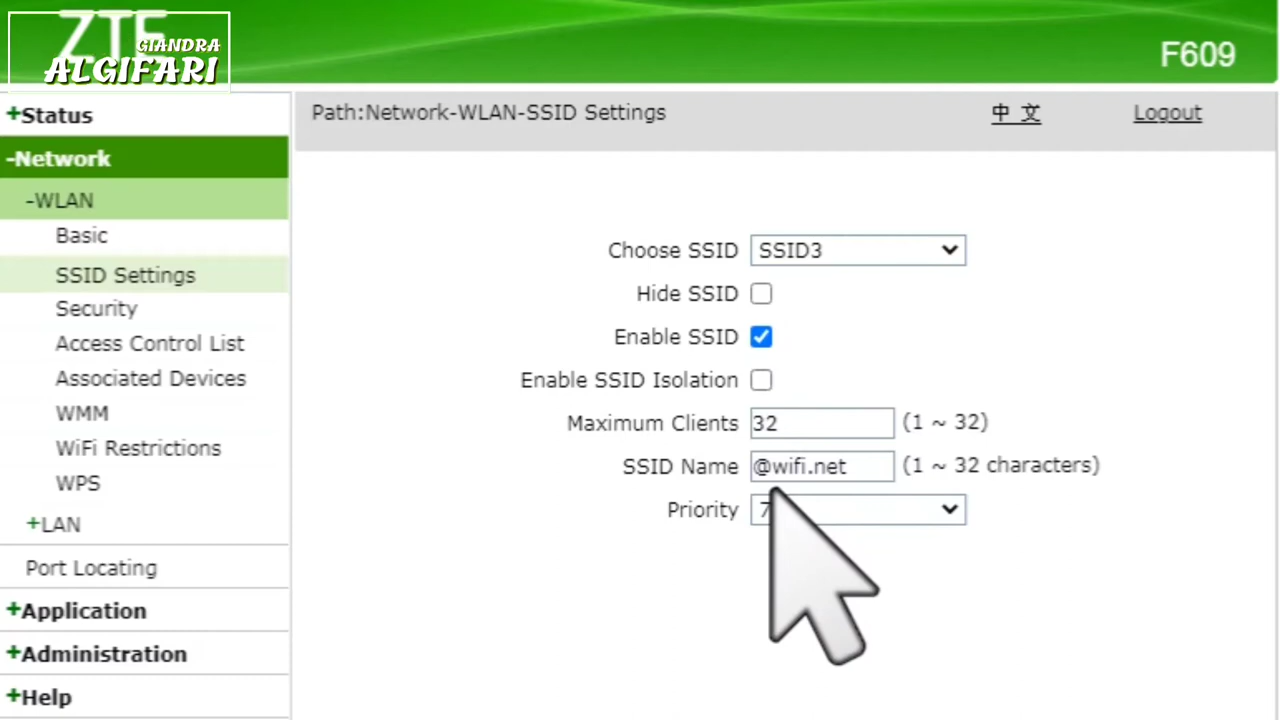 ZTE
GIANDRA
ALGIFARI
F609
+Status
Path:Network-WLAN-SSID Settings
中 文
Logout
-Network
-WLAN
Basic
SSID Settings
Security
Access Control List
Associated Devices
WMM
WiFi Restrictions
WPS
+LAN
Port Locating
+Application
+Administration
+Help
Choose SSID SSID3
Hide SSID
Enable SSID
Enable SSID Isolation
Maximum Clients 32 (1 ~ 32)
SSID Name @wifi.net (1 ~ 32 characters)
Priority 7